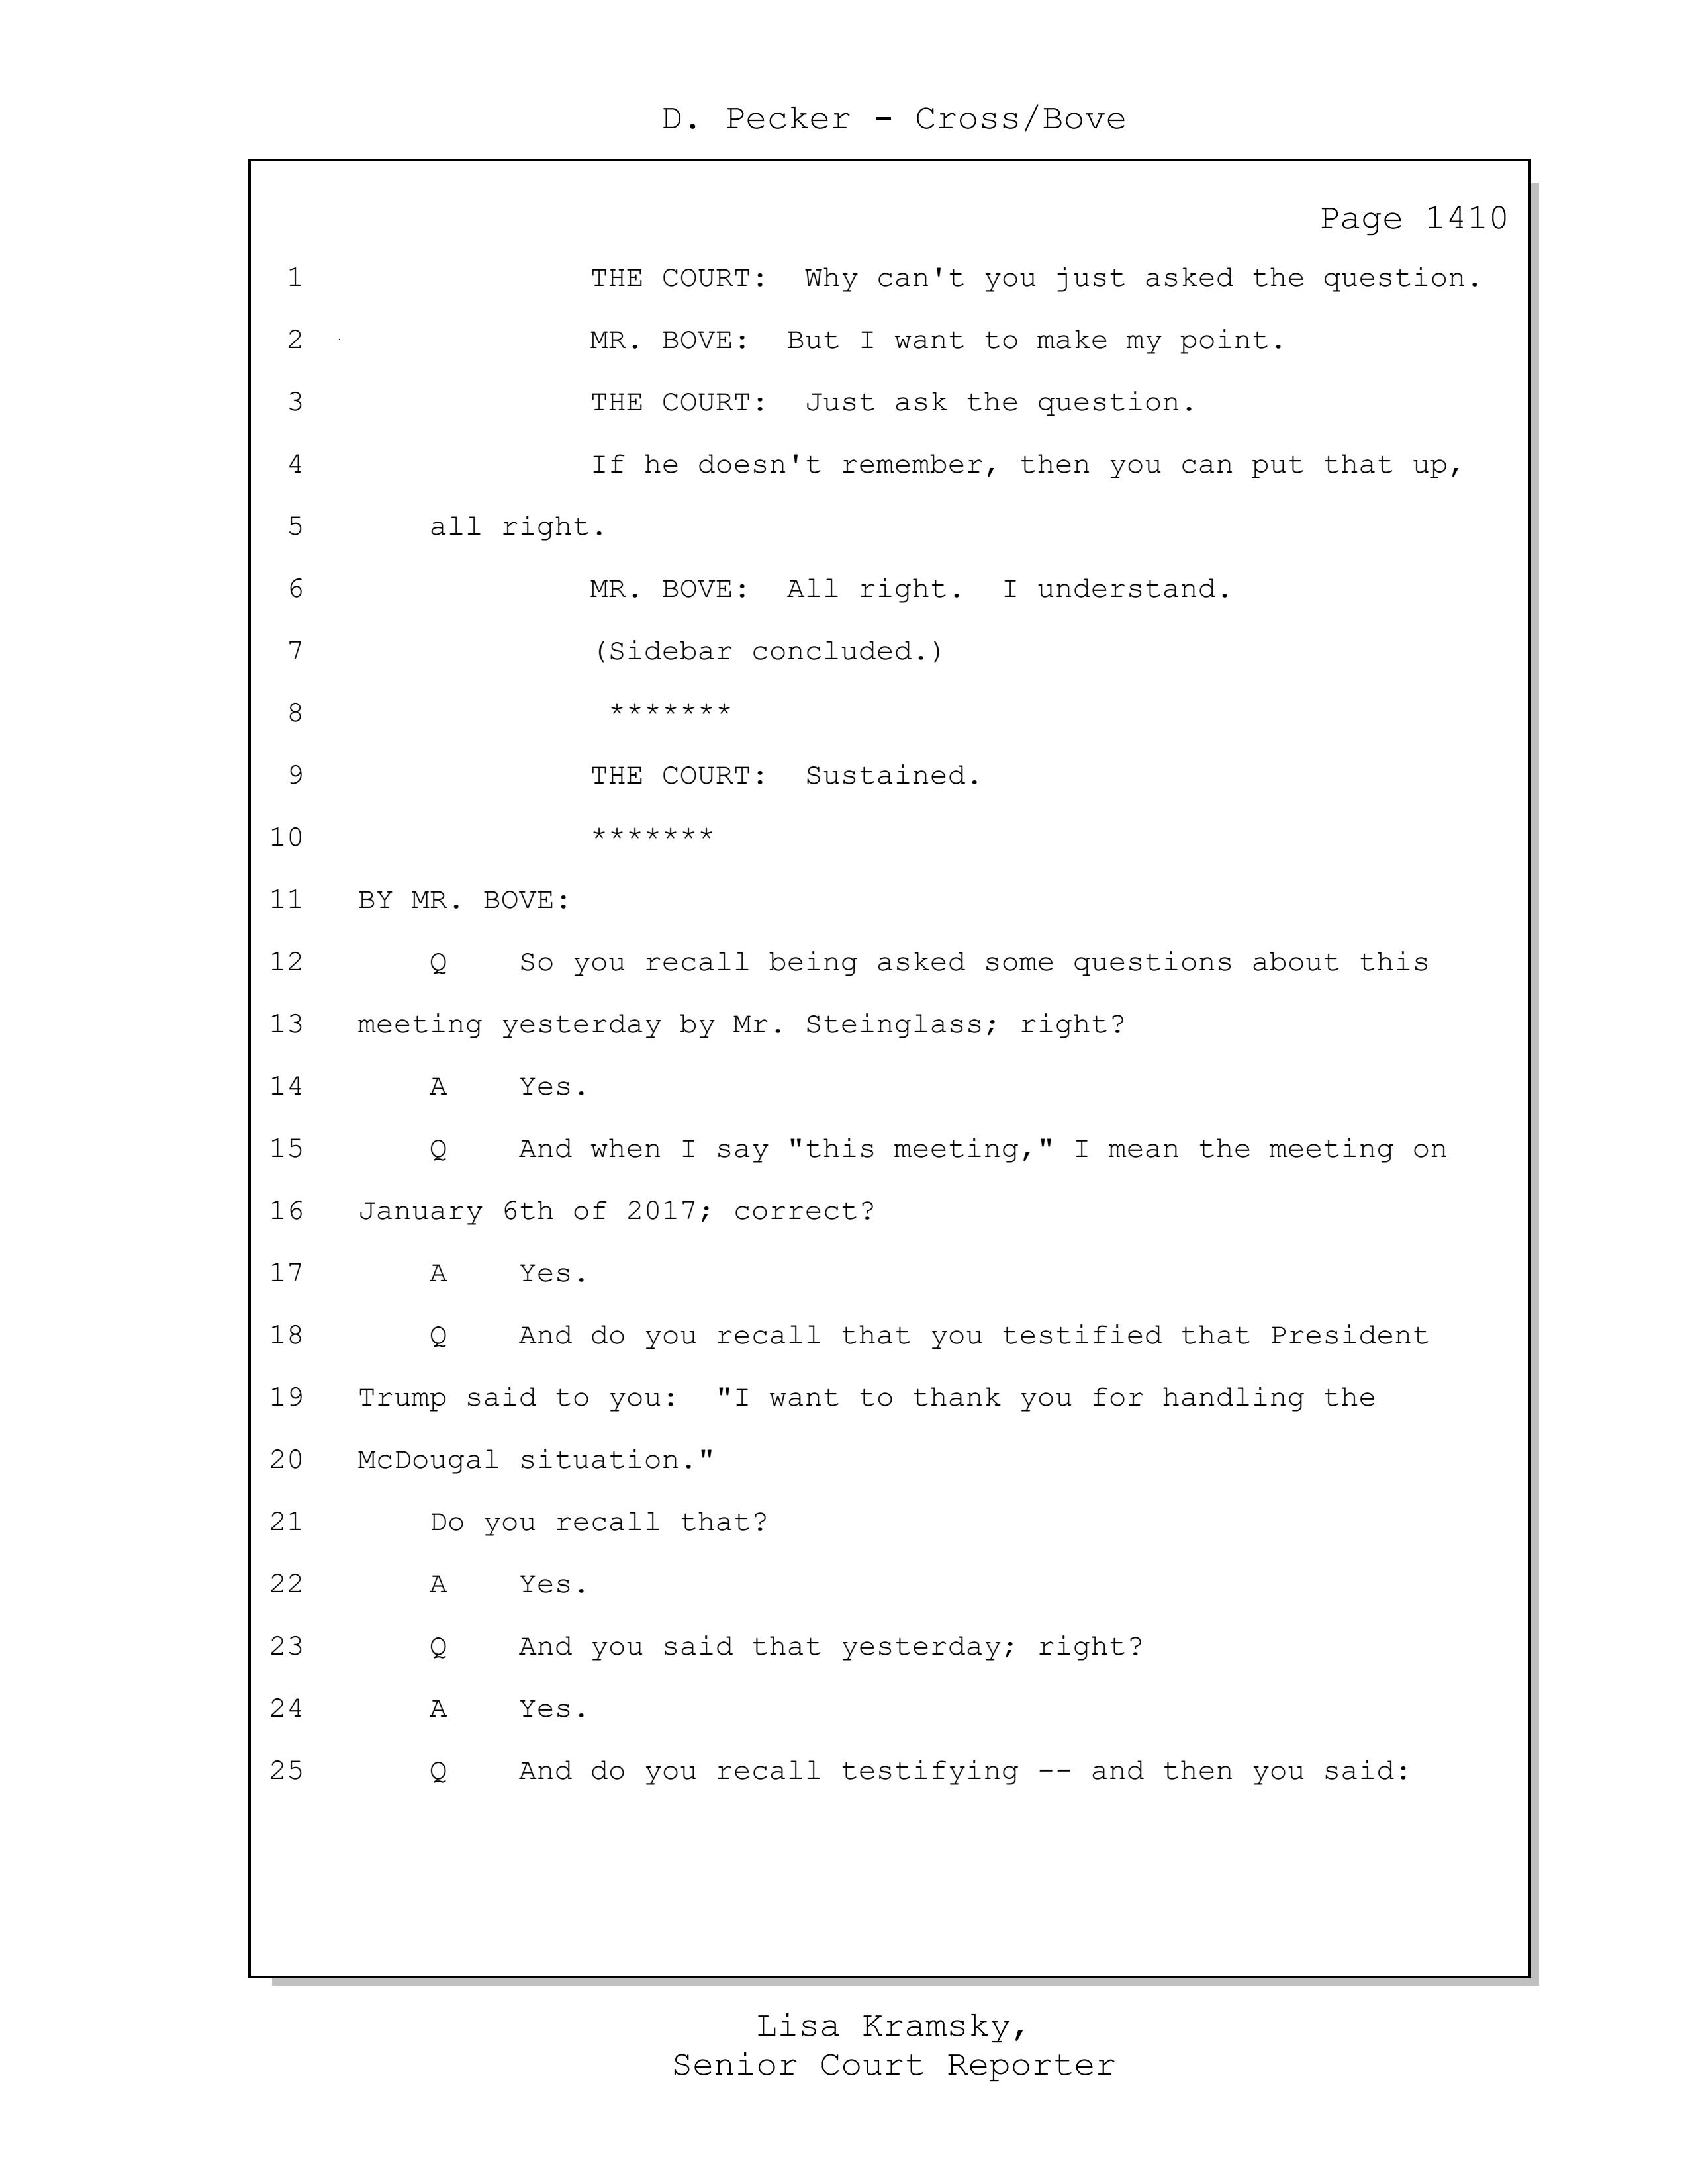 D. Pecker - Cross/Bove
Page 1410
1 THE COURT: Why can't you just asked the question.
2 MR. BOVE: But I want to make my point.
3 THE COURT: Just ask the question.
4 If he doesn't remember, then you can put that up,
5 all right.
6 MR. BOVE: All right. I understand.
7 (Sidebar concluded.)
8 *******
9 THE COURT: Sustained.
10 *******
11 BY MR. BOVE:
12 Q So you recall being asked some questions about this
13 meeting yesterday by Mr. Steinglass; right?
14 A Yes.
15 Q And when I say "this meeting," I mean the meeting on
16 January 6th of 2017; correct?
17 A Yes.
18 Q And do you recall that you testified that President
19 Trump said to you: "I want to thank you for handling the
20 McDougal situation."
21 Do you recall that?
22 A Yes.
23 Q And you said that yesterday; right?
24 A Yes.
25 Q And do you recall testifying -- and then you said:
Lisa Kramsky,
Senior Court Reporter